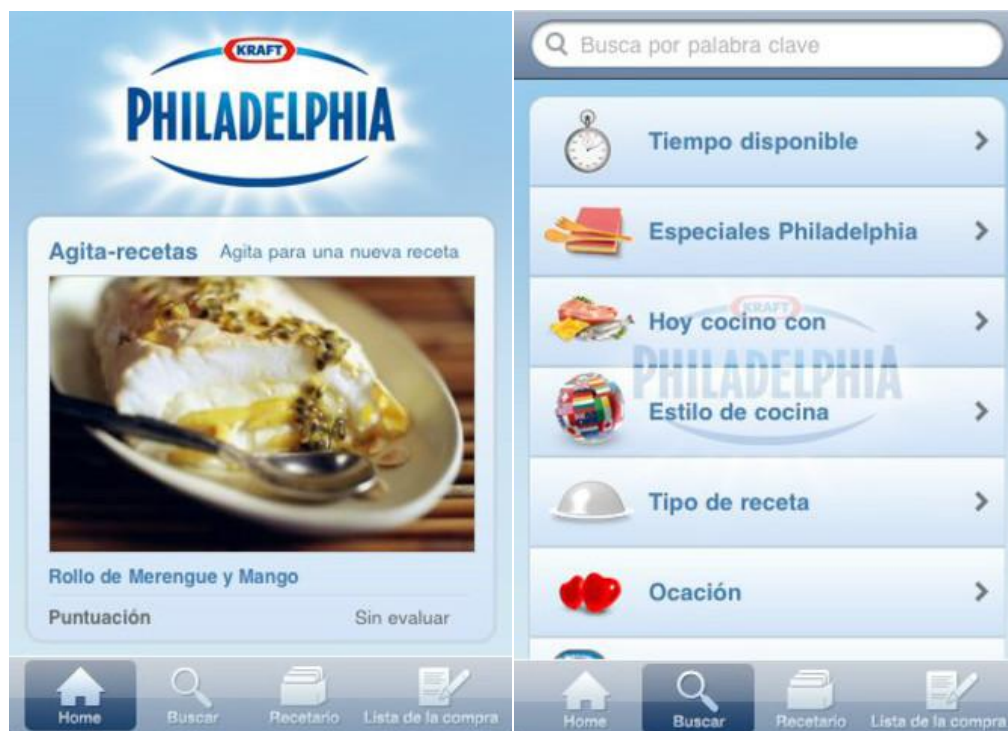 KRAFT
PHILADELPHIA
Agita-recetas Agita para una nueva receta
Rollo de Merengue y Mango
Puntuación Sin evaluar
Home Buscar Recetario Lista de la compra
Busca por palabra clave
Tiempo disponible
Especiales Philadelphia
Hoy cocino con
KRAFT
PHILADELPHIA
Estilo de cocina
Tipo de receta
Ocación
Home Buscar Recetario Lista de la compra